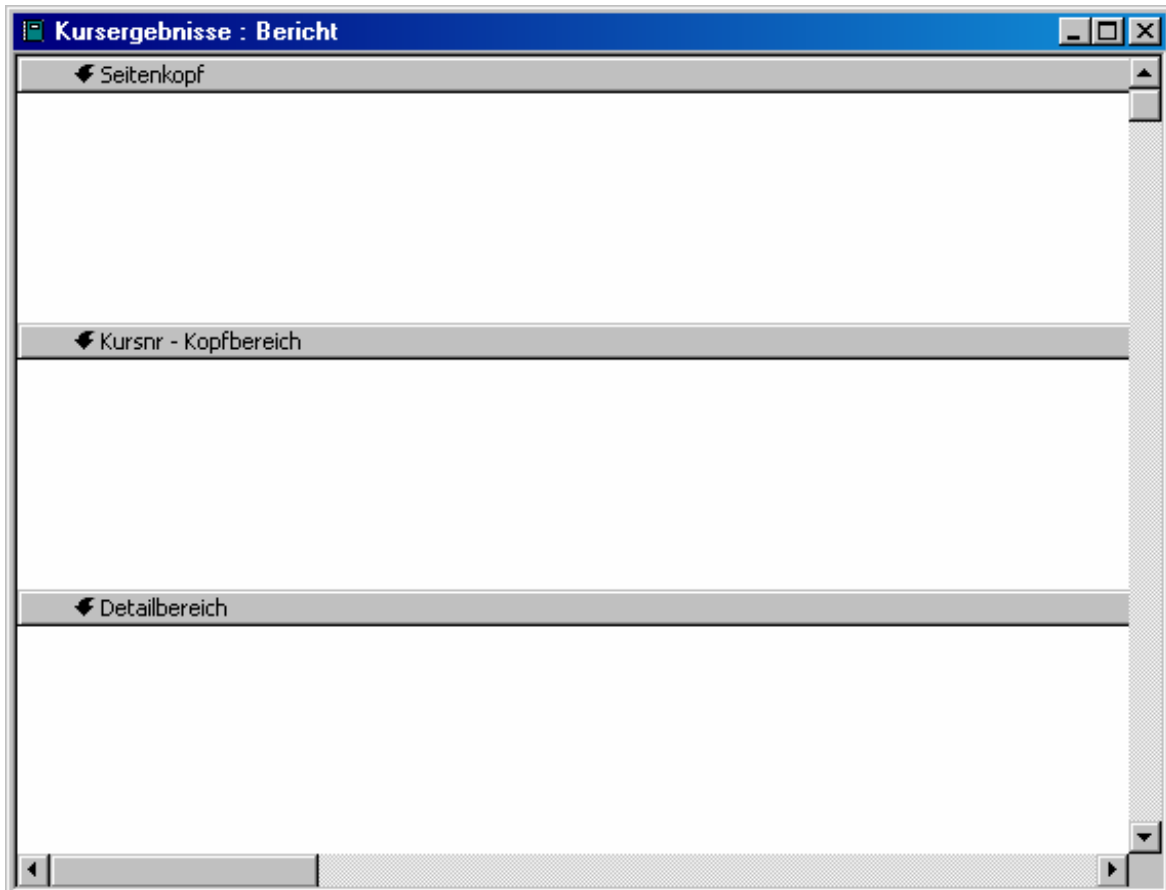 Kursergebnisse : Bericht
Seitenkopf
Kursnr - Kopfbereich
Detailbereich